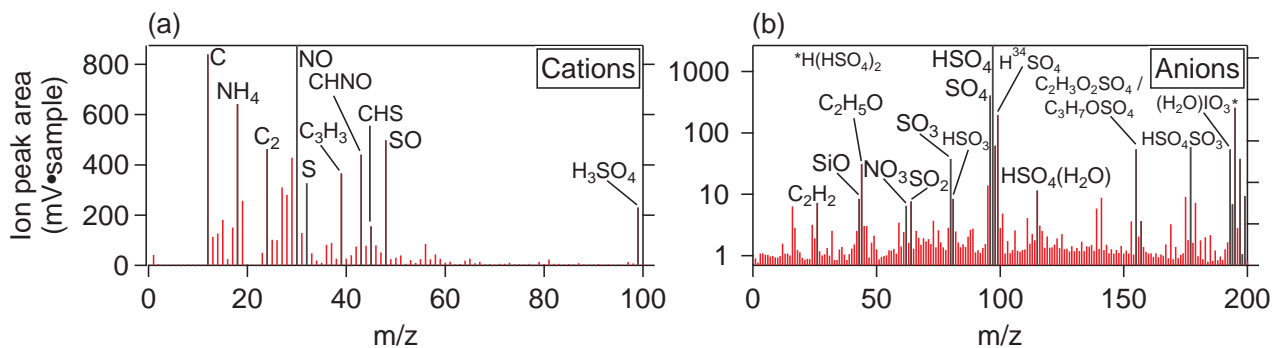 (a)
Ion peak area
(mV•sample)
800
600
400
200
0
C
NO
Cations
NH₄
CHNO
CHS
C₂
C₃H₃
SO
S
H₃SO₄
0
20
40
60
80
100
m/z
(b)
1000
100
10
1
*H(HSO₄)₂
HSO₄
H³⁴SO₄
Anions
SO₄
C₂H₃O₂SO₄ /
C₃H₇OSO₄
(H₂O)IO₃*
C₂H₅O
SO₃
HSO₃
HSO₄SO₃
SiO
NO₃
SO₂
HSO₄(H₂O)
C₂H₂
0
50
100
150
200
m/z